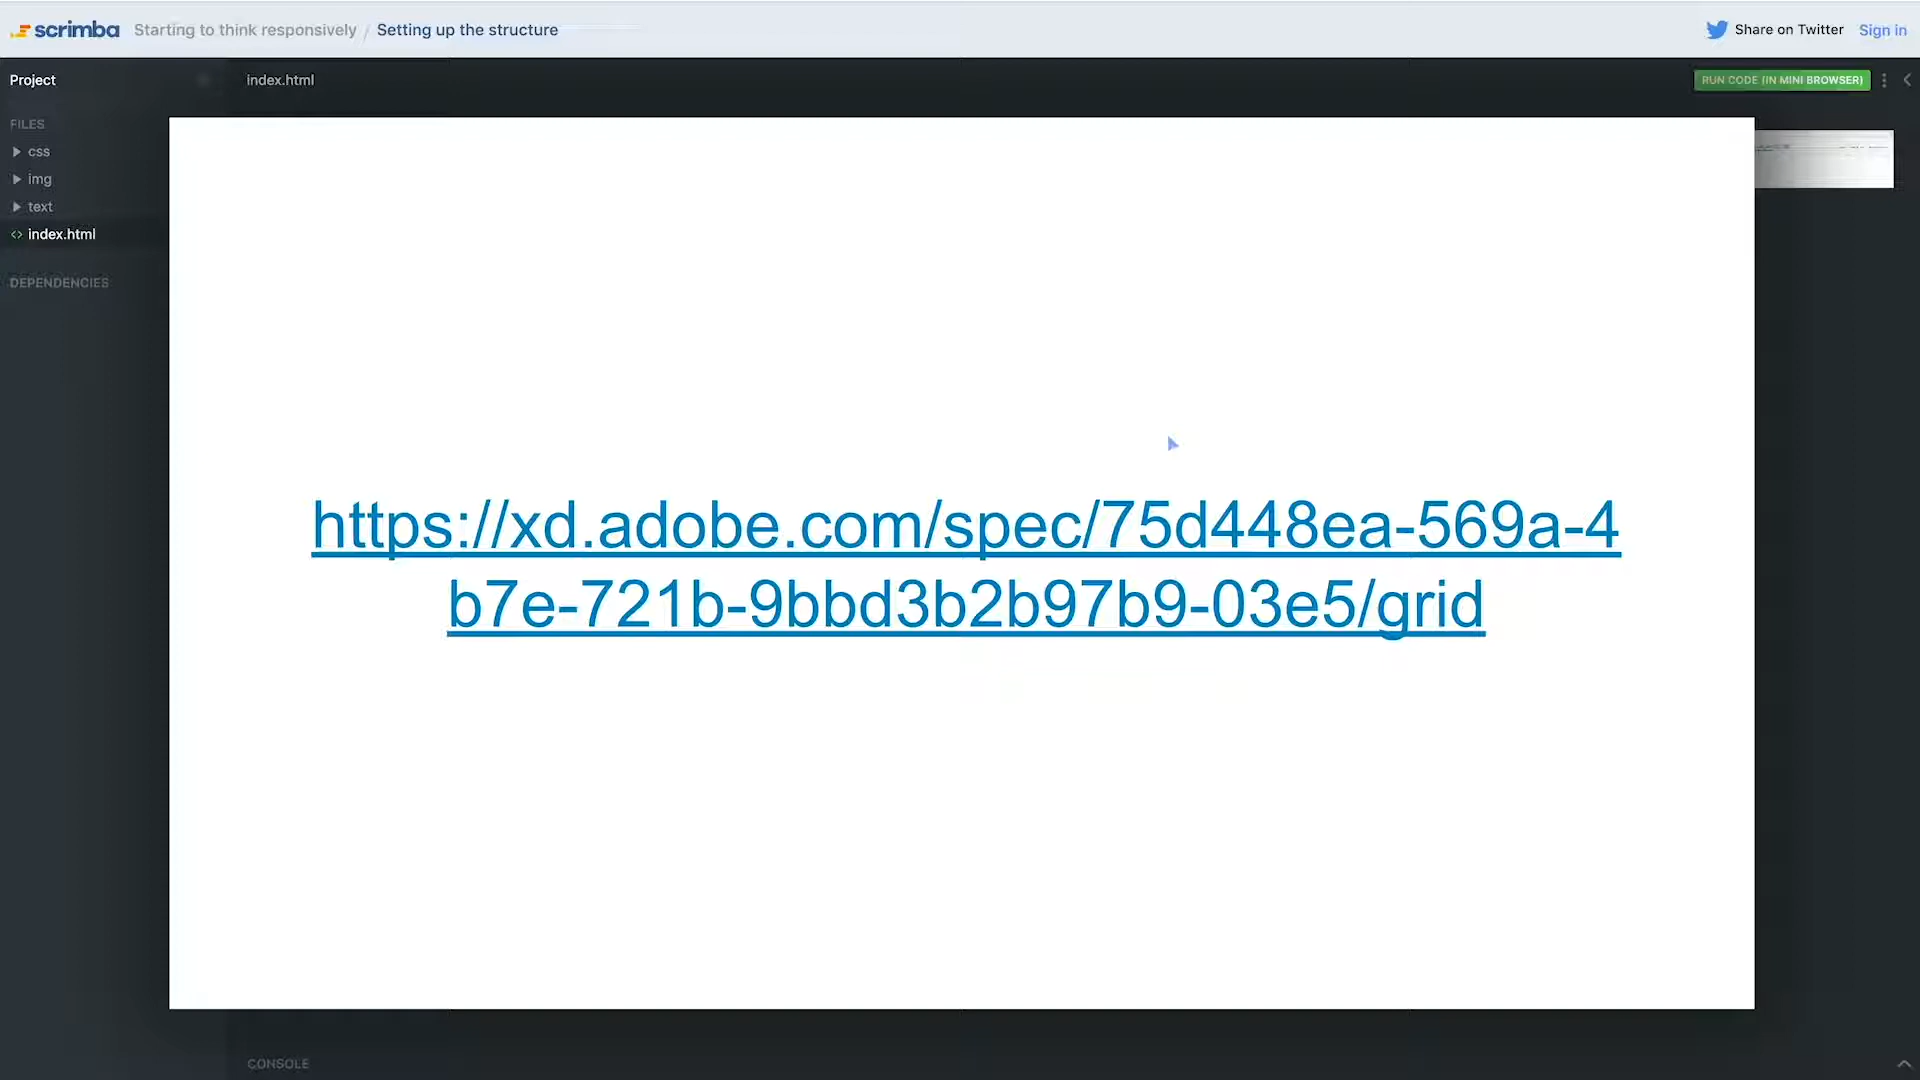 scrimba Starting to think responsively / Setting up the structure Share on Twitter Sign in
Project index.html RUN CODE (IN MINI BROWSER)
FILES
css
img
text
index.html
DEPENDENCIES
https://xd.adobe.com/spec/75d448ea-569a-4
b7e-721b-9bbd3b2b97b9-03e5/grid
CONSOLE